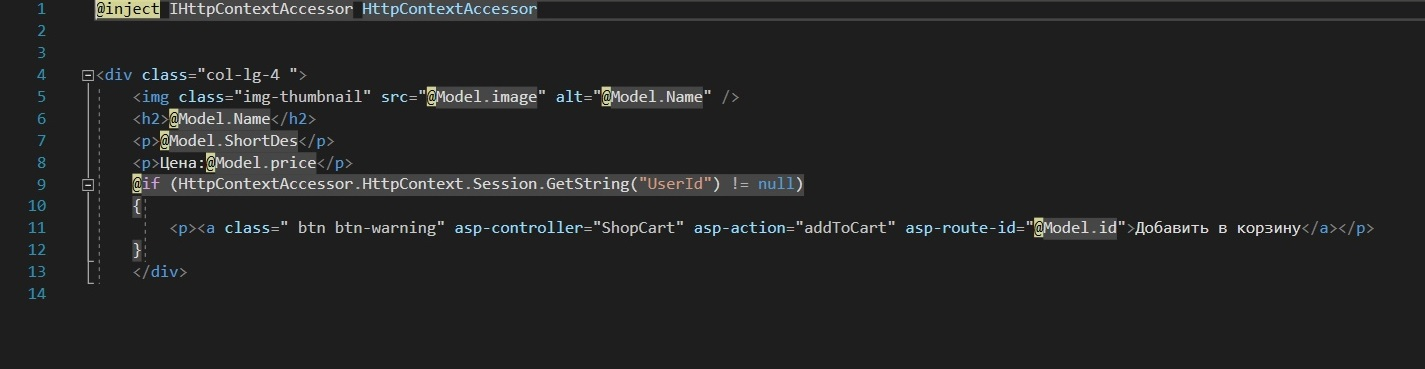 1 @inject IHttpContextAccessor HttpContextAccessor
2
3
4 <div class="col-lg-4 ">
5 <img class="img-thumbnail" src="@Model.image" alt="@Model.Name" />
6 <h2>@Model.Name</h2>
7 <p>@Model.ShortDes</p>
8 <p>Цена:@Model.price</p>
9 @if (HttpContextAccessor.HttpContext.Session.GetString("UserId") != null)
10 {
11 <p><a class=" btn btn-warning" asp-controller="ShopCart" asp-action="addToCart" asp-route-id="@Model.id">Добавить в корзину</a></p>
12 }
13 </div>
14